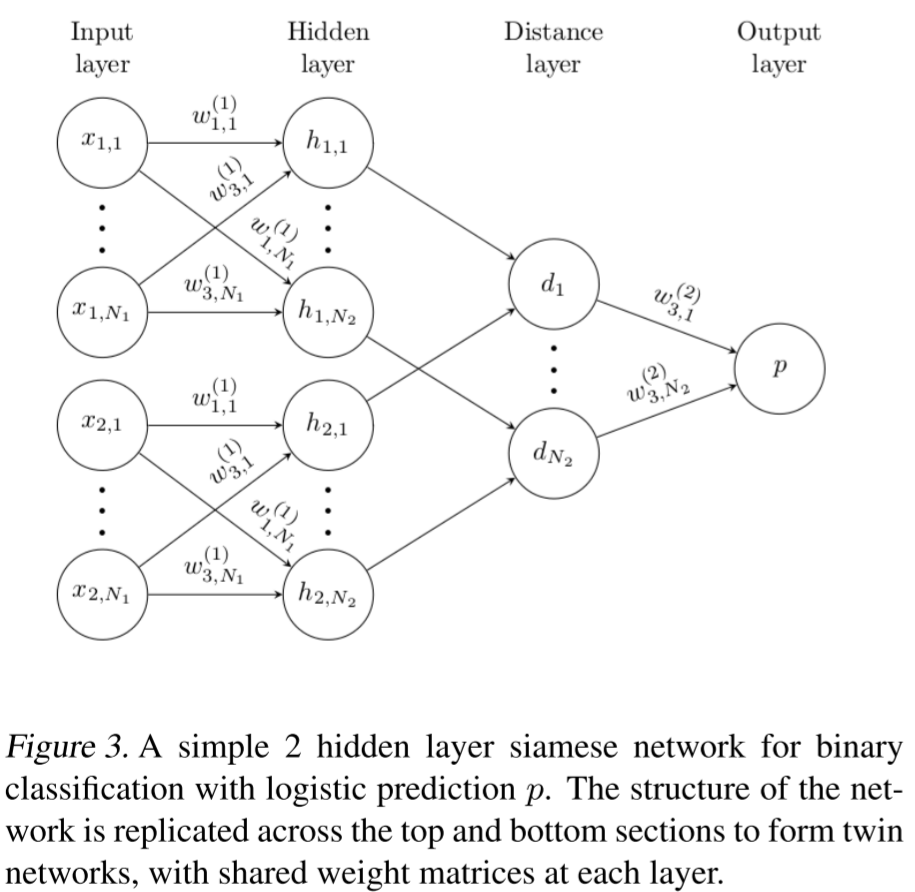 Input layer
Hidden layer
Distance layer
Output layer
x_{1,1}
w_{1,1}^{(1)}
h_{1,1}
w_{3,1}^{(1)}
w_{1,N_1}^{(1)}
x_{1,N_1}
w_{3,N_1}^{(1)}
h_{1,N_2}
x_{2,1}
w_{1,1}^{(1)}
h_{2,1}
w_{3,1}^{(1)}
w_{1,N_1}^{(1)}
x_{2,N_1}
w_{3,N_1}^{(1)}
h_{2,N_2}
d_1
w_{3,1}^{(2)}
d_{N_2}
w_{3,N_2}^{(2)}
p
Figure 3. A simple 2 hidden layer siamese network for binary
classification with logistic prediction p. The structure of the net-
work is replicated across the top and bottom sections to form twin
networks, with shared weight matrices at each layer.